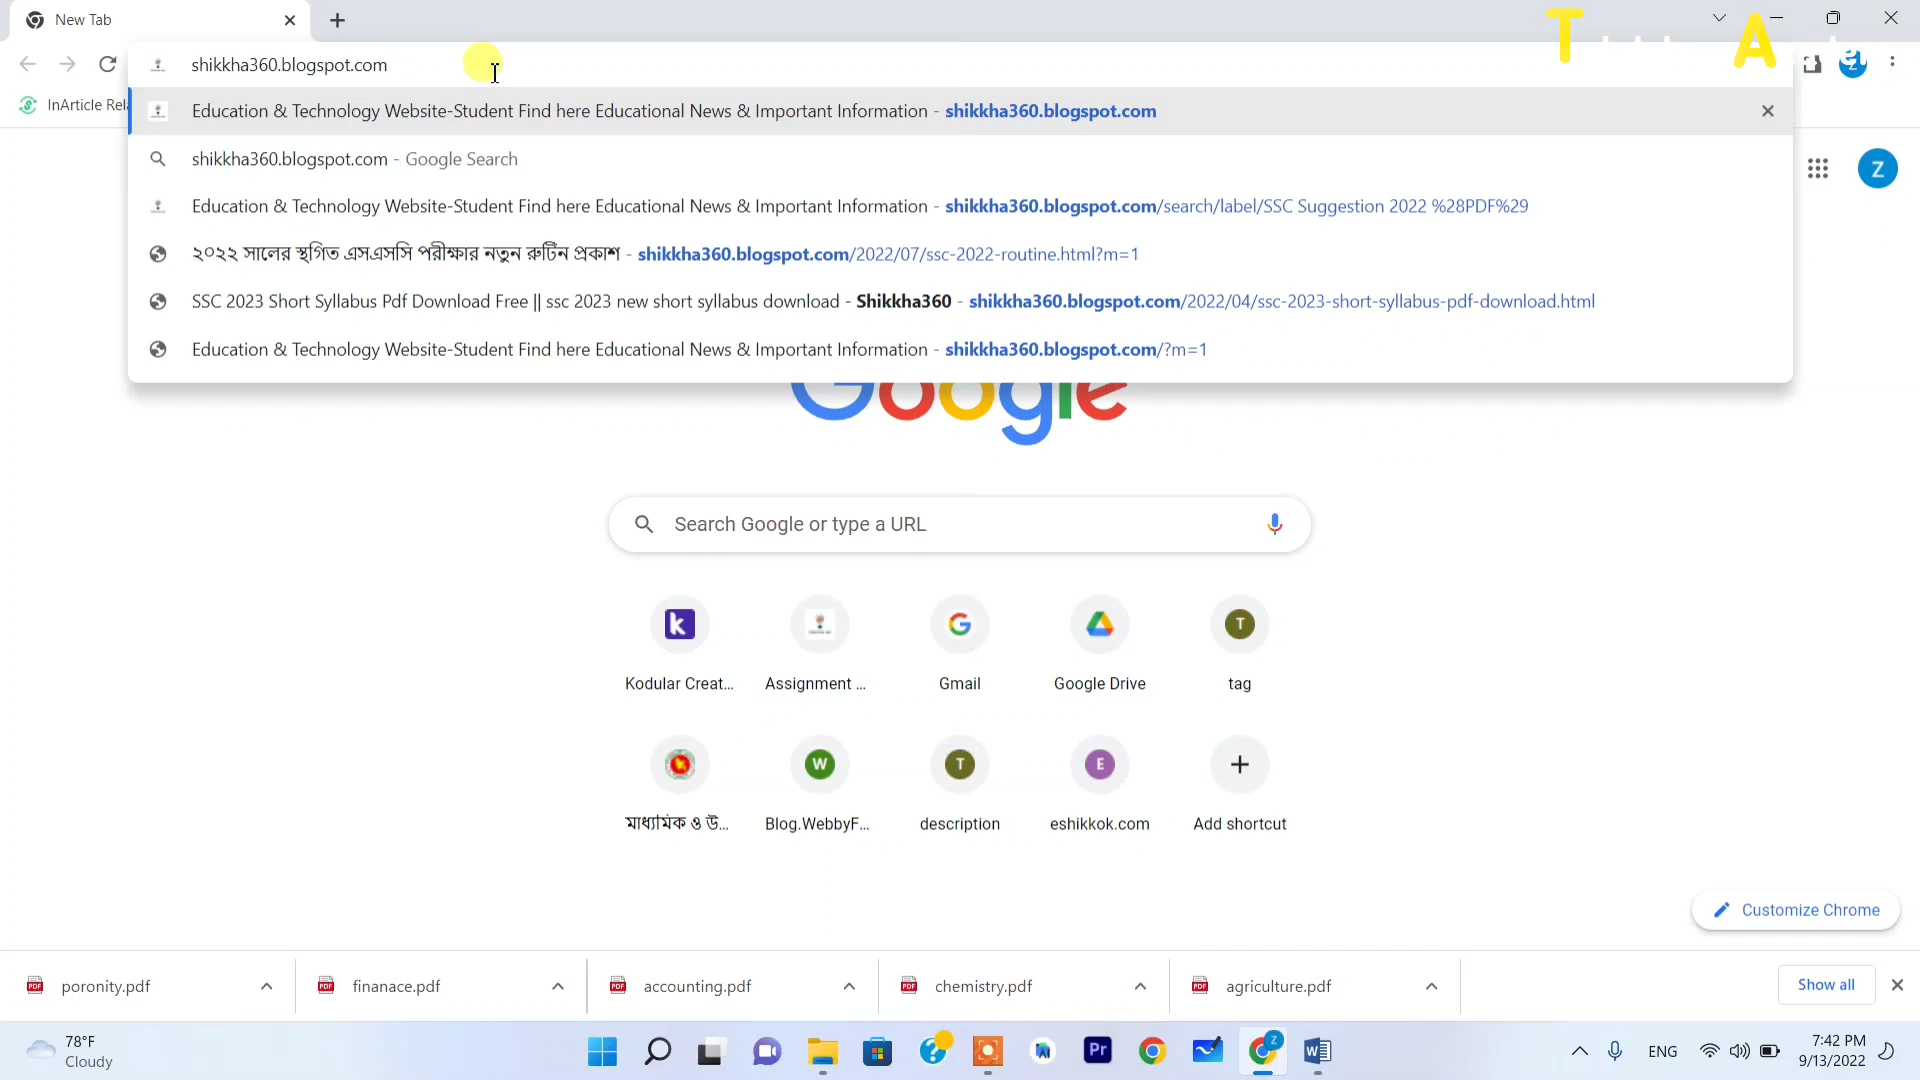 New Tab
T A
shikkha360.blogspot.com
InArticle Rel
Education & Technology Website-Student Find here Educational News & Important Information - shikkha360.blogspot.com
shikkha360.blogspot.com - Google Search
Education & Technology Website-Student Find here Educational News & Important Information - shikkha360.blogspot.com/search/label/SSC Suggestion 2022 %28PDF%29
২০২২ সালের স্থগিত এসএসসি পরীক্ষার নতুন রুটিন প্রকাশ - shikkha360.blogspot.com/2022/07/ssc-2022-routine.html?m=1
SSC 2023 Short Syllabus Pdf Download Free || ssc 2023 new short syllabus download - Shikkha360 - shikkha360.blogspot.com/2022/04/ssc-2023-short-syllabus-pdf-download.html
Education & Technology Website-Student Find here Educational News & Important Information - shikkha360.blogspot.com/?m=1
Z
Google
Search Google or type a URL
T
Kodular Creat... Assignment ... Gmail Google Drive tag
W T E
মাধ্যমিক ও উ... Blog.WebbyF... description eshikkok.com Add shortcut
Customize Chrome
poronity.pdf finanace.pdf accounting.pdf chemistry.pdf agriculture.pdf Show all
78°F
Cloudy
Pr
Z
ENG
7:42 PM
9/13/2022